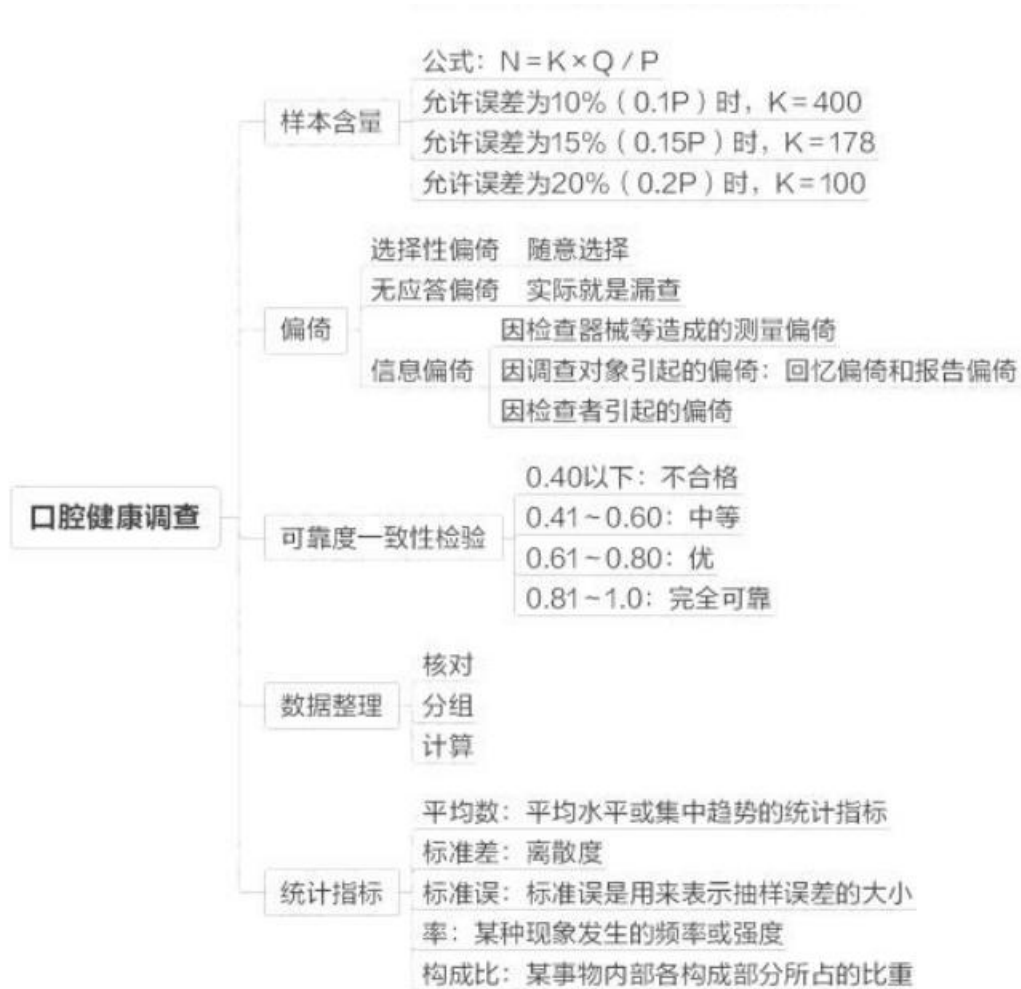 公式：N=K×Q / P
允许误差为10%（0.1P）时，K=400
样本含量
允许误差为15%（0.15P）时，K=178
允许误差为20%（0.2P）时，K=100
选择性偏倚 随意选择
无应答偏倚 实际就是漏查
偏倚
因检查器械等造成的测量偏倚
信息偏倚 因调查对象引起的偏倚：回忆偏倚和报告偏倚
因检查者引起的偏倚
口腔健康调查
0.40以下：不合格
0.41~0.60：中等
可靠度一致性检验
0.61~0.80：优
0.81~1.0：完全可靠
核对
数据整理 分组
计算
平均数：平均水平或集中趋势的统计指标
标准差：离散度
统计指标 标准误：标准误是用来表示抽样误差的大小
率：某种现象发生的频率或强度
构成比：某事物内部各构成部分所占的比重